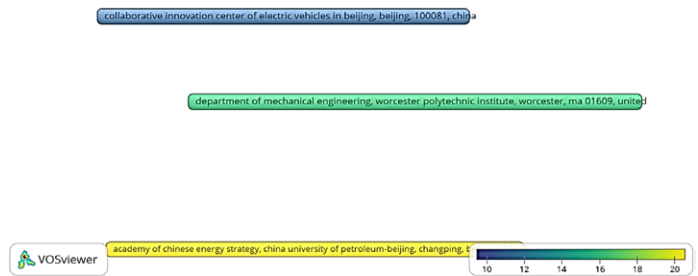 collaborative innovation center of electric vehicles in beijing, beijing, 100081, china
department of mechanical engineering, worcester polytechnic institute, worcester, ma 01609, united
academy of chinese energy strategy, china university of petroleum-beijing, changping, b
VOSviewer
10 12 14 16 18 20